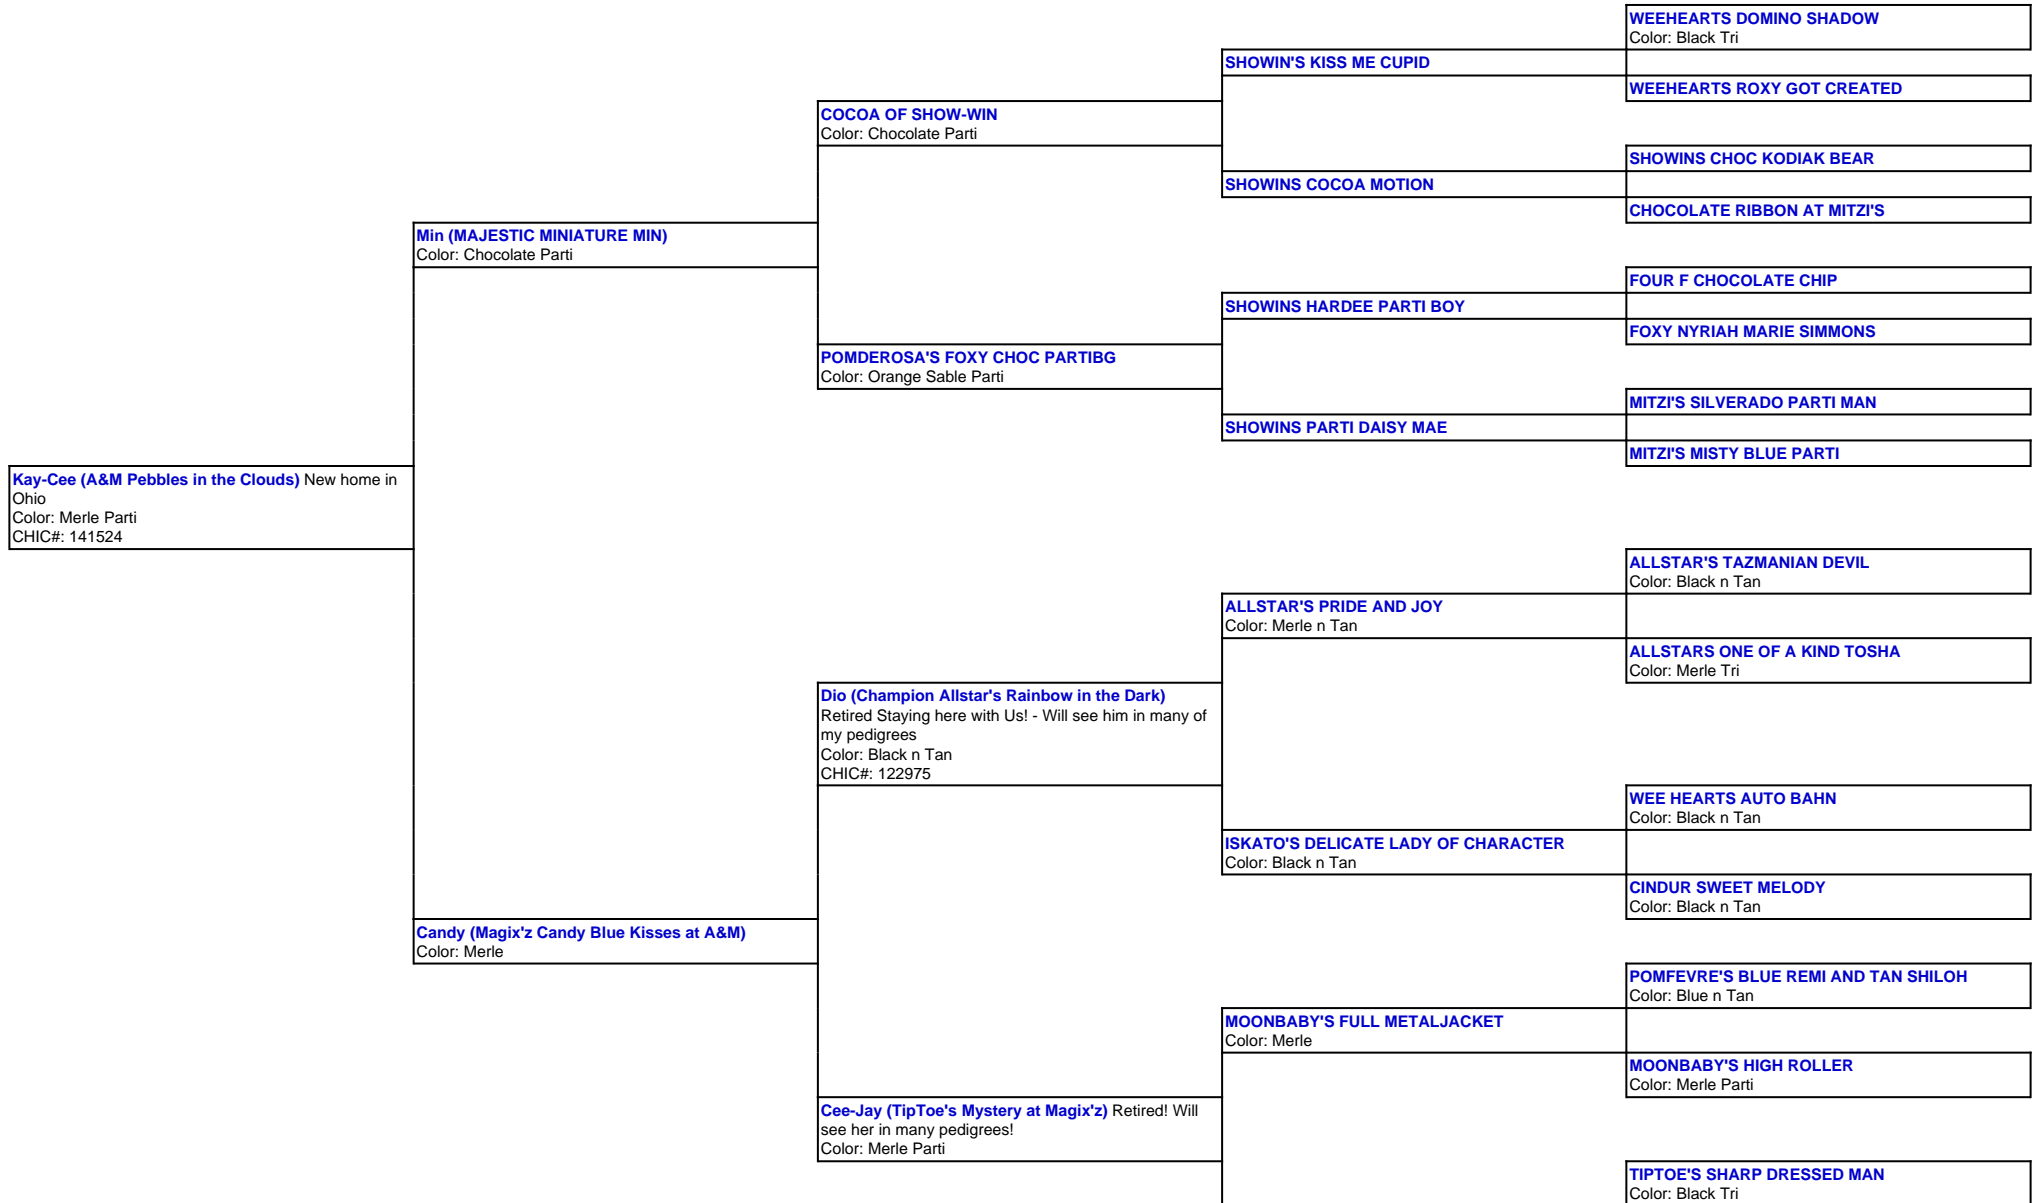 WEEHEARTS DOMINO SHADOW
Color: Black Tri
SHOWIN'S KISS ME CUPID
WEEHEARTS ROXY GOT CREATED
COCOA OF SHOW-WIN
Color: Chocolate Parti
SHOWINS CHOC KODIAK BEAR
SHOWINS COCOA MOTION
CHOCOLATE RIBBON AT MITZI'S
Min (MAJESTIC MINIATURE MIN)
Color: Chocolate Parti
FOUR F CHOCOLATE CHIP
SHOWINS HARDEE PARTI BOY
FOXY NYRIAH MARIE SIMMONS
POMDEROSA'S FOXY CHOC PARTIBG
Color: Orange Sable Parti
MITZI'S SILVERADO PARTI MAN
SHOWINS PARTI DAISY MAE
MITZI'S MISTY BLUE PARTI
Kay-Cee (A&M Pebbles in the Clouds) New home in
Ohio
Color: Merle Parti
CHIC#: 141524
ALLSTAR'S TAZMANIAN DEVIL
Color: Black n Tan
ALLSTAR'S PRIDE AND JOY
Color: Merle n Tan
ALLSTARS ONE OF A KIND TOSHA
Color: Merle Tri
Dio (Champion Allstar's Rainbow in the Dark)
Retired Staying here with Us! - Will see him in many of
my pedigrees
Color: Black n Tan
CHIC#: 122975
WEE HEARTS AUTO BAHN
Color: Black n Tan
ISKATO'S DELICATE LADY OF CHARACTER
Color: Black n Tan
CINDUR SWEET MELODY
Color: Black n Tan
Candy (Magix'z Candy Blue Kisses at A&M)
Color: Merle
POMFEVRE'S BLUE REMI AND TAN SHILOH
Color: Blue n Tan
MOONBABY'S FULL METALJACKET
Color: Merle
MOONBABY'S HIGH ROLLER
Color: Merle Parti
Cee-Jay (TipToe's Mystery at Magix'z) Retired! Will
see her in many pedigrees!
Color: Merle Parti
TIPTOE'S SHARP DRESSED MAN
Color: Black Tri